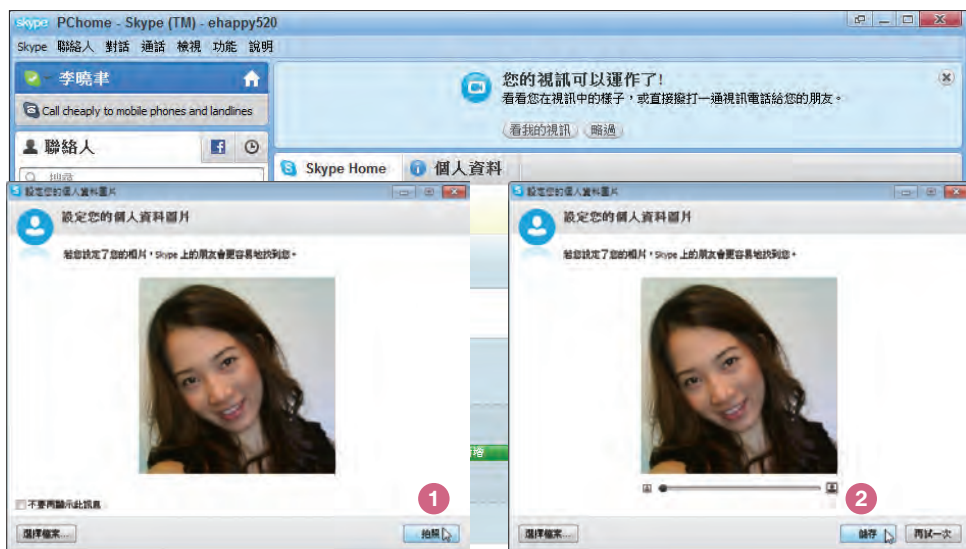 skype PChome - Skype (TM) - ehappy520
Skype 聯絡人 對話 通話 檢視 功能 說明
李曉聿
Call cheaply to mobile phones and landlines
聯絡人
搜尋
您的視訊可以運作了!
看看您在視訊中的樣子，或直接撥打一通視訊電話給您的朋友。
看我的視訊 略過
Skype Home 個人資料
設定您的個人資料圖片
設定您的個人資料圖片
若您設定了您的相片，Skype 上的朋友會更容易地找到您。
不要再顯示此訊息
1
選擇檔案... 拍照
設定您的個人資料圖片
設定您的個人資料圖片
若您設定了您的相片，Skype 上的朋友會更容易地找到您。
2
選擇檔案... 儲存 再試一次